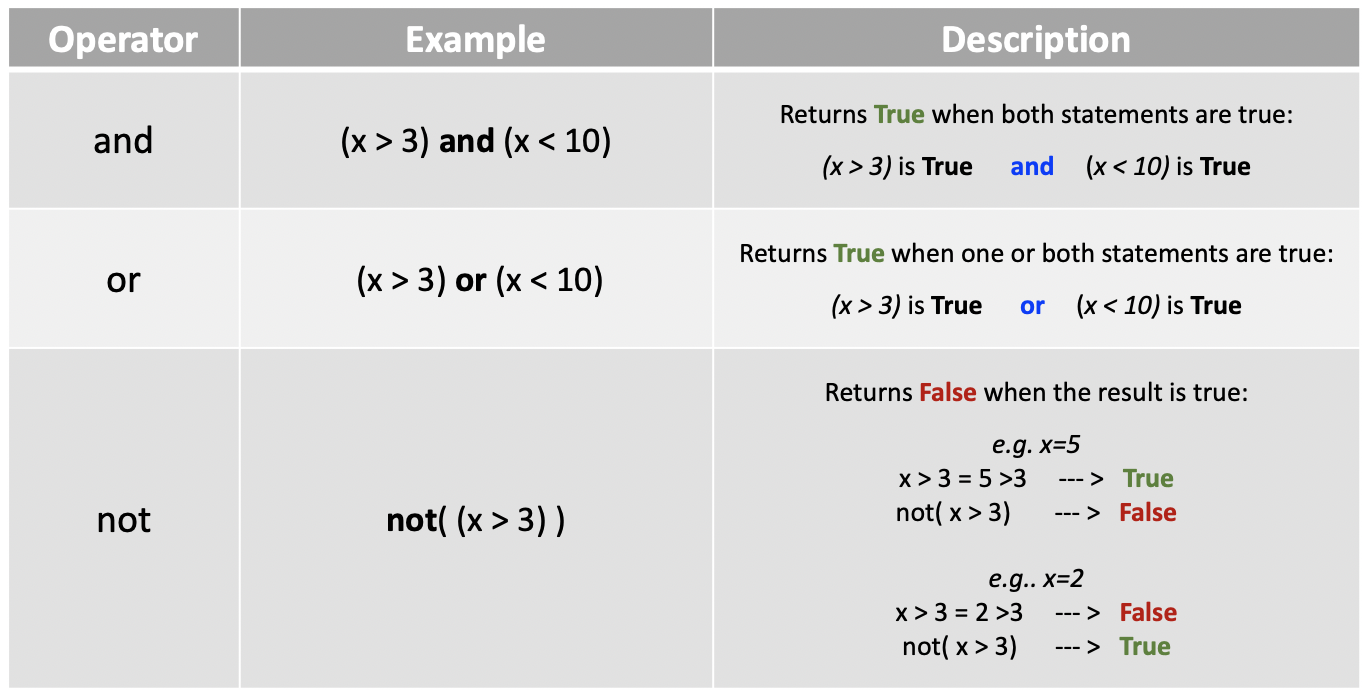 Operator Example Description
and (x > 3) and (x < 10) Returns True when both statements are true:
(x > 3) is True and (x < 10) is True
or (x > 3) or (x < 10) Returns True when one or both statements are true:
(x > 3) is True or (x < 10) is True
not not( (x > 3) ) Returns False when the result is true:
e.g. x=5
x > 3 = 5 >3 --- > True
not( x > 3) --- > False
e.g.. x=2
x > 3 = 2 >3 --- > False
not( x > 3) --- > True